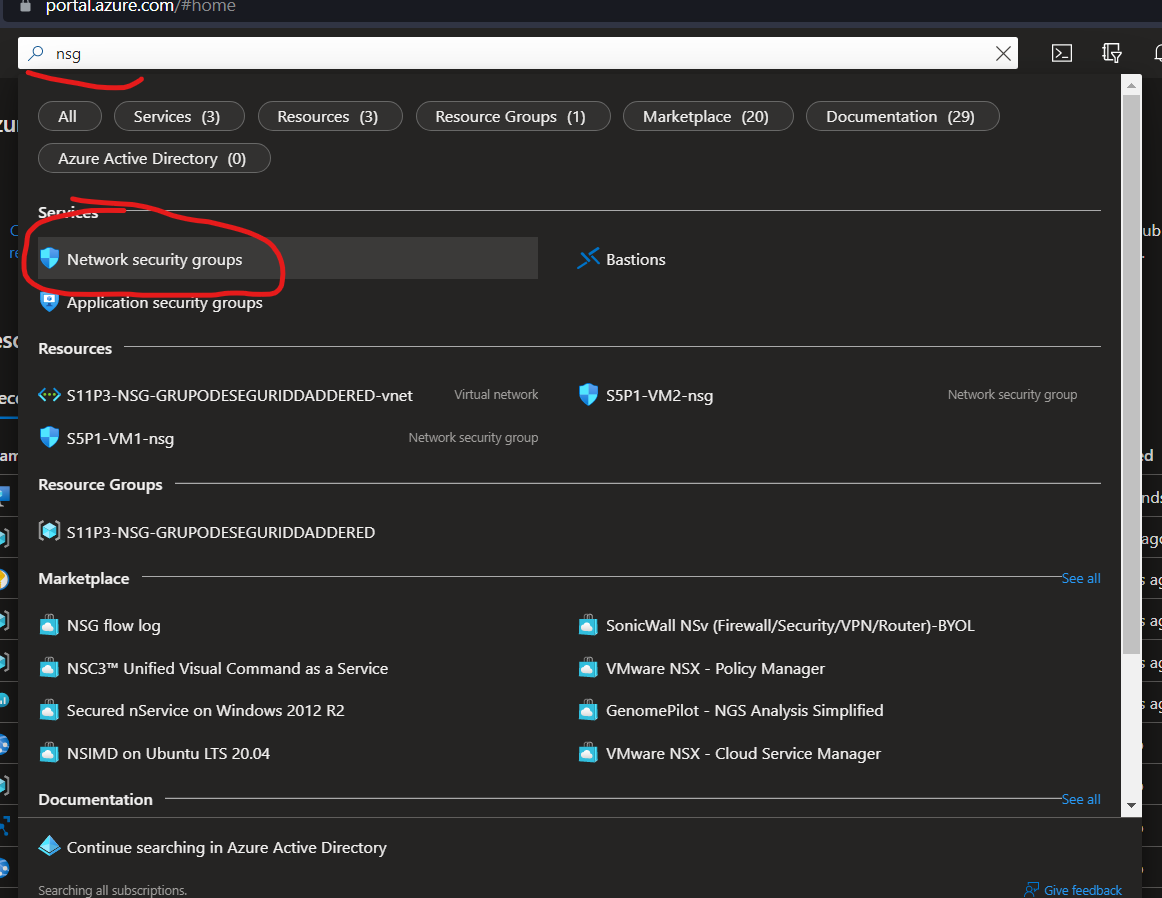 portal.azure.com/#home
nsg
All
Services (3)
Resources (3)
Resource Groups (1)
Marketplace (20)
Documentation (29)
Azure Active Directory (0)
Services
Network security groups
Bastions
Application security groups
Resources
S11P3-NSG-GRUPODESEGURIDDADDERED-vnet
Virtual network
S5P1-VM2-nsg
Network security group
S5P1-VM1-nsg
Network security group
Resource Groups
S11P3-NSG-GRUPODESEGURIDDADDERED
Marketplace
See all
NSG flow log
SonicWall NSv (Firewall/Security/VPN/Router)-BYOL
NSC3™ Unified Visual Command as a Service
VMware NSX - Policy Manager
Secured nService on Windows 2012 R2
GenomePilot - NGS Analysis Simplified
NSIMD on Ubuntu LTS 20.04
VMware NSX - Cloud Service Manager
Documentation
See all
Continue searching in Azure Active Directory
Searching all subscriptions.
Give feedback